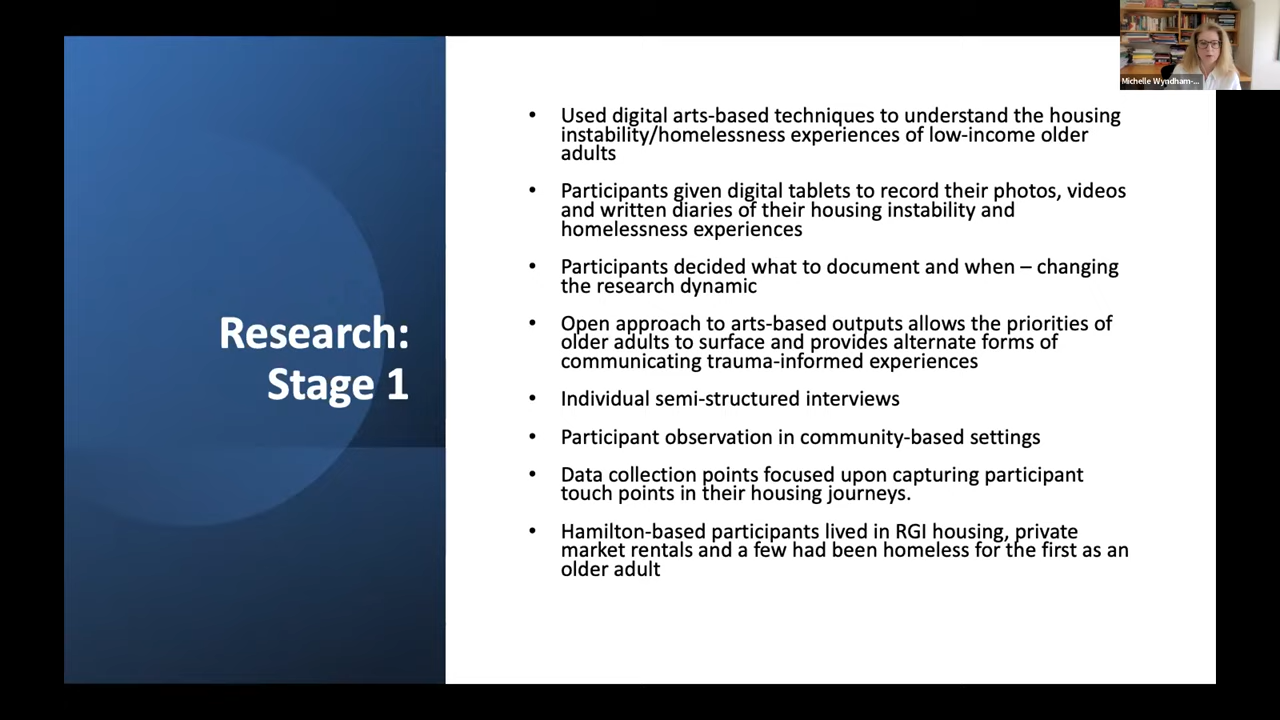 Michelle Wyndham-...
Research:
Stage 1
• Used digital arts-based techniques to understand the housing
instability/homelessness experiences of low-income older
adults
• Participants given digital tablets to record their photos, videos
and written diaries of their housing instability and
homelessness experiences
• Participants decided what to document and when – changing
the research dynamic
• Open approach to arts-based outputs allows the priorities of
older adults to surface and provides alternate forms of
communicating trauma-informed experiences
• Individual semi-structured interviews
• Participant observation in community-based settings
• Data collection points focused upon capturing participant
touch points in their housing journeys.
• Hamilton-based participants lived in RGI housing, private
market rentals and a few had been homeless for the first as an
older adult